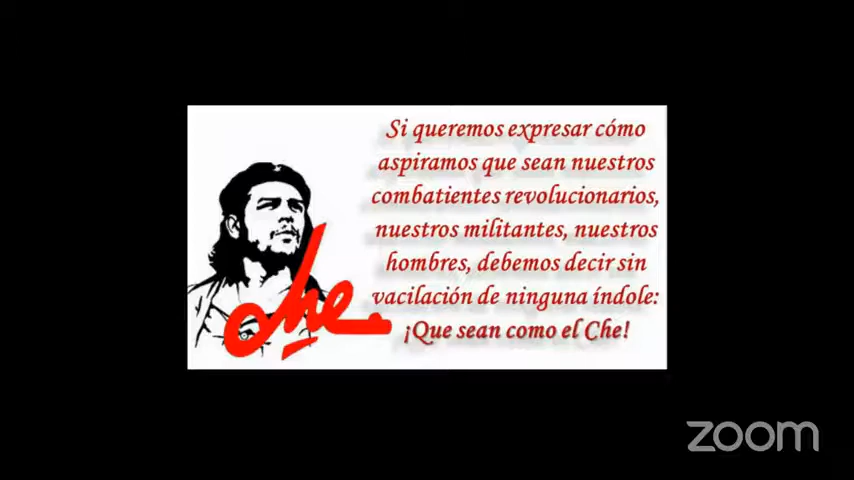 Si queremos expresar cómo
aspiramos que sean nuestros
combatientes revolucionarios,
nuestros militantes, nuestros
hombres, debemos decir sin
vacilación de ninguna índole:
¡Que sean como el Che!
che.
zoom